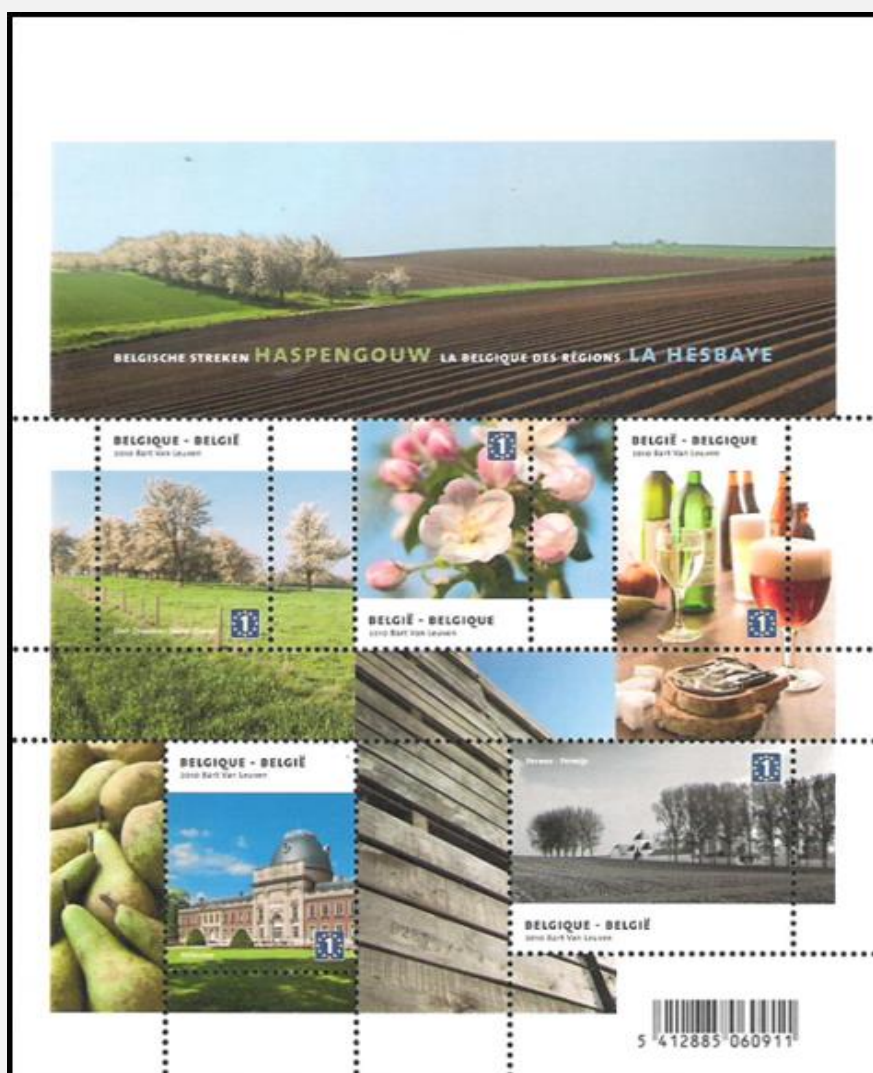 BELGISCHE STREKEN HASPENGOUW LA BELGIQUE DES RÉGIONS LA HESBAYE
BELGIQUE - BELGIË
2010 Bart Van Leuven
1
1
BELGIË - BELGIQUE
2010 Bart Van Leuven
BELGIË - BELGIQUE
2010 Bart Van Leuven
1
BELGIQUE - BELGIË
2010 Bart Van Leuven
1
Perwez - Perwijs
1
BELGIQUE - BELGIË
2010 Bart Van Leuven
5 412885 060911